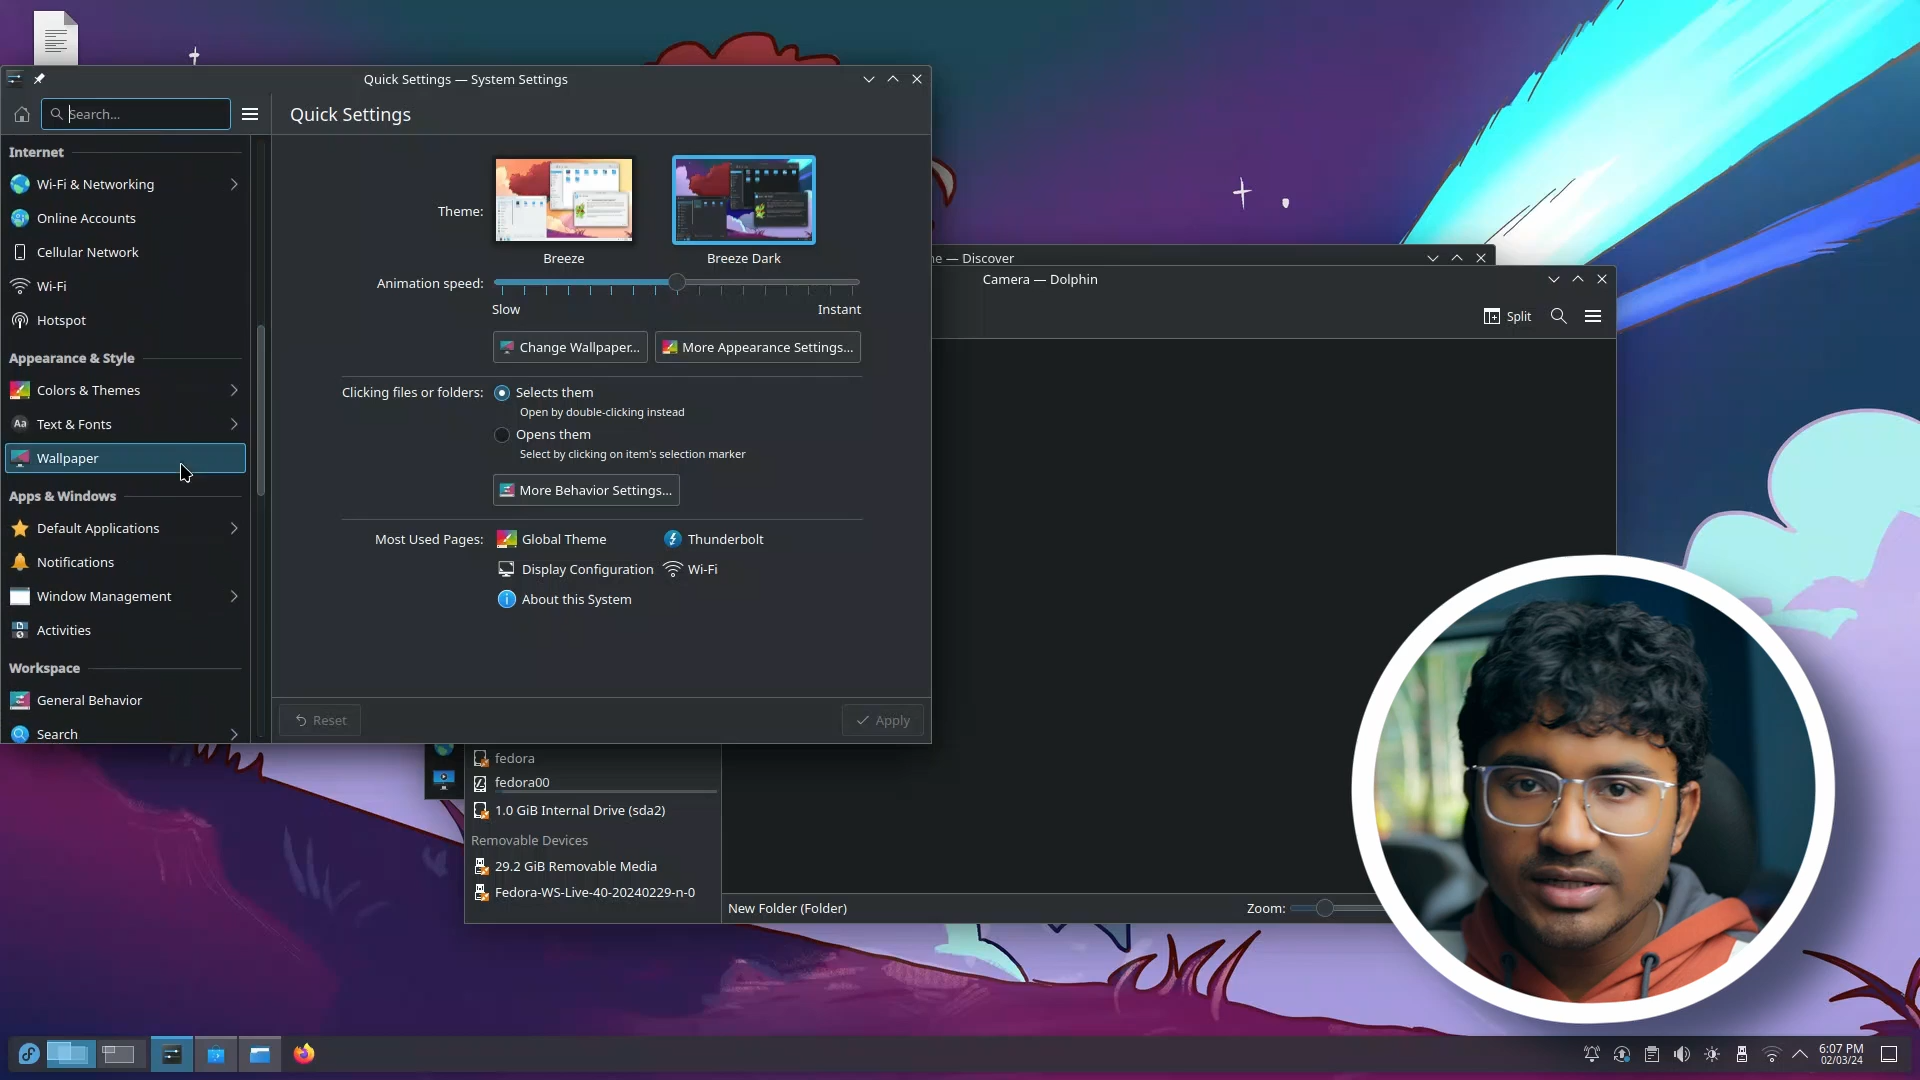 Quick Settings — System Settings
Search...
Quick Settings
Internet
Wi-Fi & Networking
Online Accounts
Cellular Network
Wi-Fi
Hotspot
Appearance & Style
Colors & Themes
Aa Text & Fonts
Wallpaper
Apps & Windows
Default Applications
Notifications
Window Management
Activities
Workspace
General Behavior
Search
Theme:
Breeze
Breeze Dark
Animation speed:
Slow
Instant
Change Wallpaper...
More Appearance Settings...
Clicking files or folders:
Selects them
Open by double-clicking instead
Opens them
Select by clicking on item's selection marker
More Behavior Settings...
Most Used Pages:
Global Theme
Thunderbolt
Display Configuration
Wi-Fi
About this System
Reset
Apply
— Discover
Camera — Dolphin
Split
fedora
fedora00
1.0 GiB Internal Drive (sda2)
Removable Devices
29.2 GiB Removable Media
Fedora-WS-Live-40-20240229-n-0
New Folder (Folder)
Zoom:
6:07 PM
02/03/24